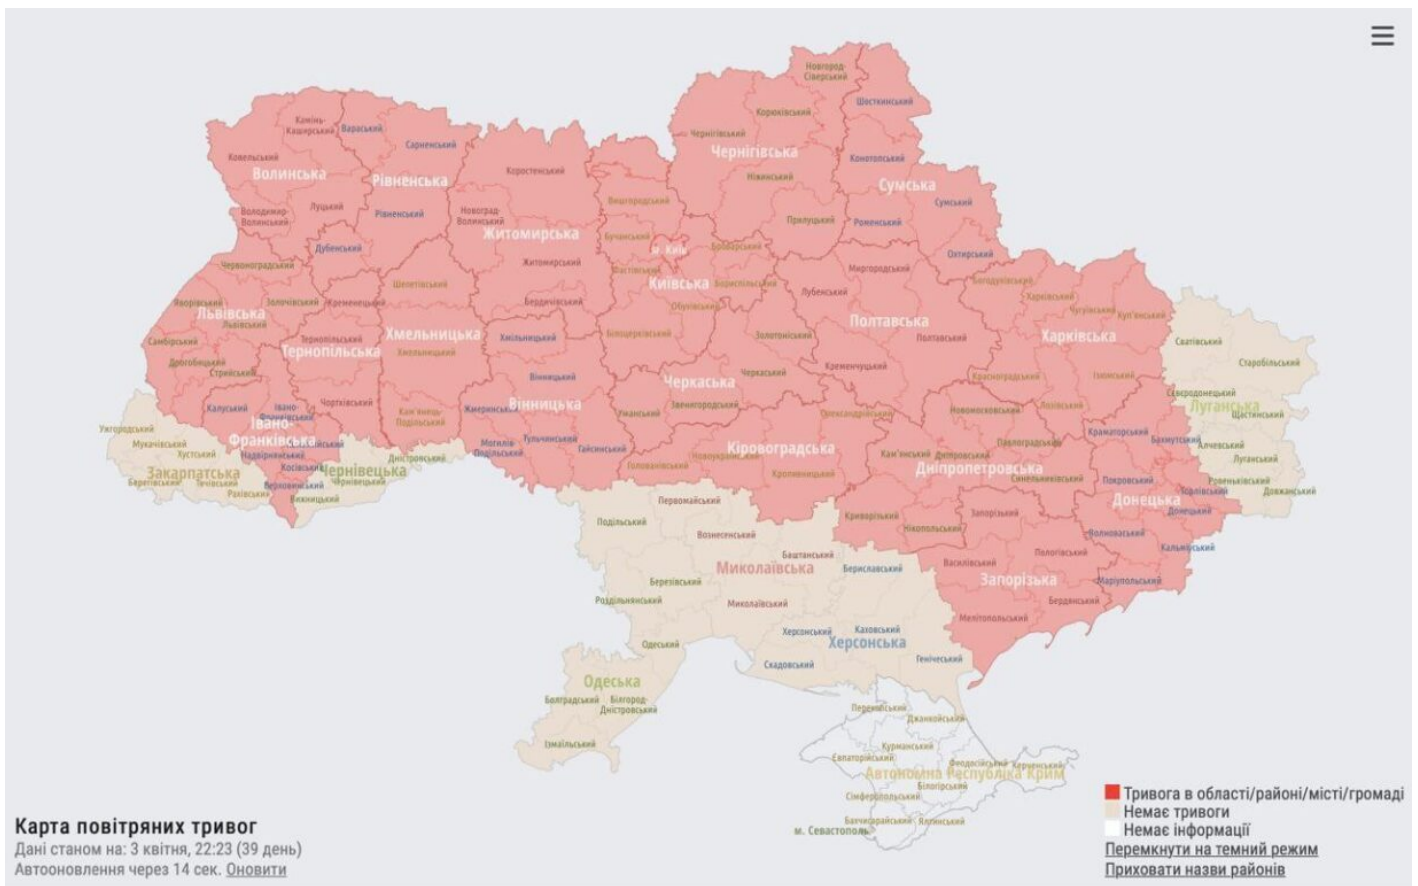 Новгород-
Сіверський
Шосткинський
Корюківський
Чернігівський
Чернігівська
Конотопський
Ніжинський
Сумська
Сумський
Прилуцький
Роменський
Охтирський
Камінь-
Каширський
Вараський
Сарненський
Ковельський
Волинська
Рівненська
Коростенський
Луцький
Володимир-
Волинський
Рівненський
Новоград-
Волинський
Житомирська
Дубенський
Житомирський
Бердичівський
Вишгородський
Бучанський
м. Київ
Броварський
Фастівський
Київська
Бориспільський
Обухівський
Білоцерківський
Миргородський
Лубенський
Полтавська
Полтавський
Кременчуцький
Богодухівський
Харківський
Чугуївський
Куп'янський
Харківська
Красноградський
Ізюмський
Лозівський
Сватівський
Старобільський
Сєвєродонецький
Луганська
Щастинський
Алчевський
Луганський
Ровеньківський
Довжанський
Червоноградський
Яворівський
Золочівський
Львівська
Львівський
Самбірський
Дрогобицький
Стрийський
Кременецький
Тернопільський
Тернопільська
Чортківський
Шепетівський
Хмельницька
Хмельницький
Кам'янець-
Подільський
Хмільницький
Вінницький
Жмеринський
Вінницька
Могилів-
Подільський
Тульчинський
Гайсинський
Золотоніський
Черкаська
Черкаський
Звенигородський
Уманський
Голованівський
Новоукраїнський
Кіровоградська
Кропивницький
Олександрійський
Новомосковський
Павлоградський
Кам'янський
Дніпровський
Дніпропетровська
Синельниківський
Криворізький
Нікопольський
Краматорський
Бахмутський
Покровський
Донецька
Горлівський
Донецький
Волноваський
Кальміуський
Маріупольський
Запорізький
Пологівський
Василівський
Запорізька
Бердянський
Мелітопольський
Калуський
Івано-
Франківський
Івано-
Франківська
Надвірнянський
Косівський
Верховинський
Ужгородський
Мукачівський
Хустський
Закарпатська
Берегівський
Тячівський
Рахівський
Дністровський
Чернівецька
Чернівецький
Вижницький
Первомайський
Подільський
Вознесенський
Баштанський
Миколаївська
Бериславський
Березівський
Роздільнянський
Миколаївський
Херсонський
Каховський
Херсонська
Одеський
Скадовський
Генічеський
Одеська
Болградський
Білгород-
Дністровський
Ізмаїльський
Перекопський
Джанкойський
Курманський
Євпаторійський
Феодосійський
Керченський
Автономна Республіка Крим
Білогірський
Сімферопольський
Бахчисарайський
Ялтинський
м. Севастополь
Тривога в області/районі/місті/громаді
Немає тривоги
Немає інформації
Перемкнути на темний режим
Приховати назви районів
Карта повітряних тривог
Дані станом на: 3 квітня, 22:23 (39 день)
Автооновлення через 14 сек. Оновити